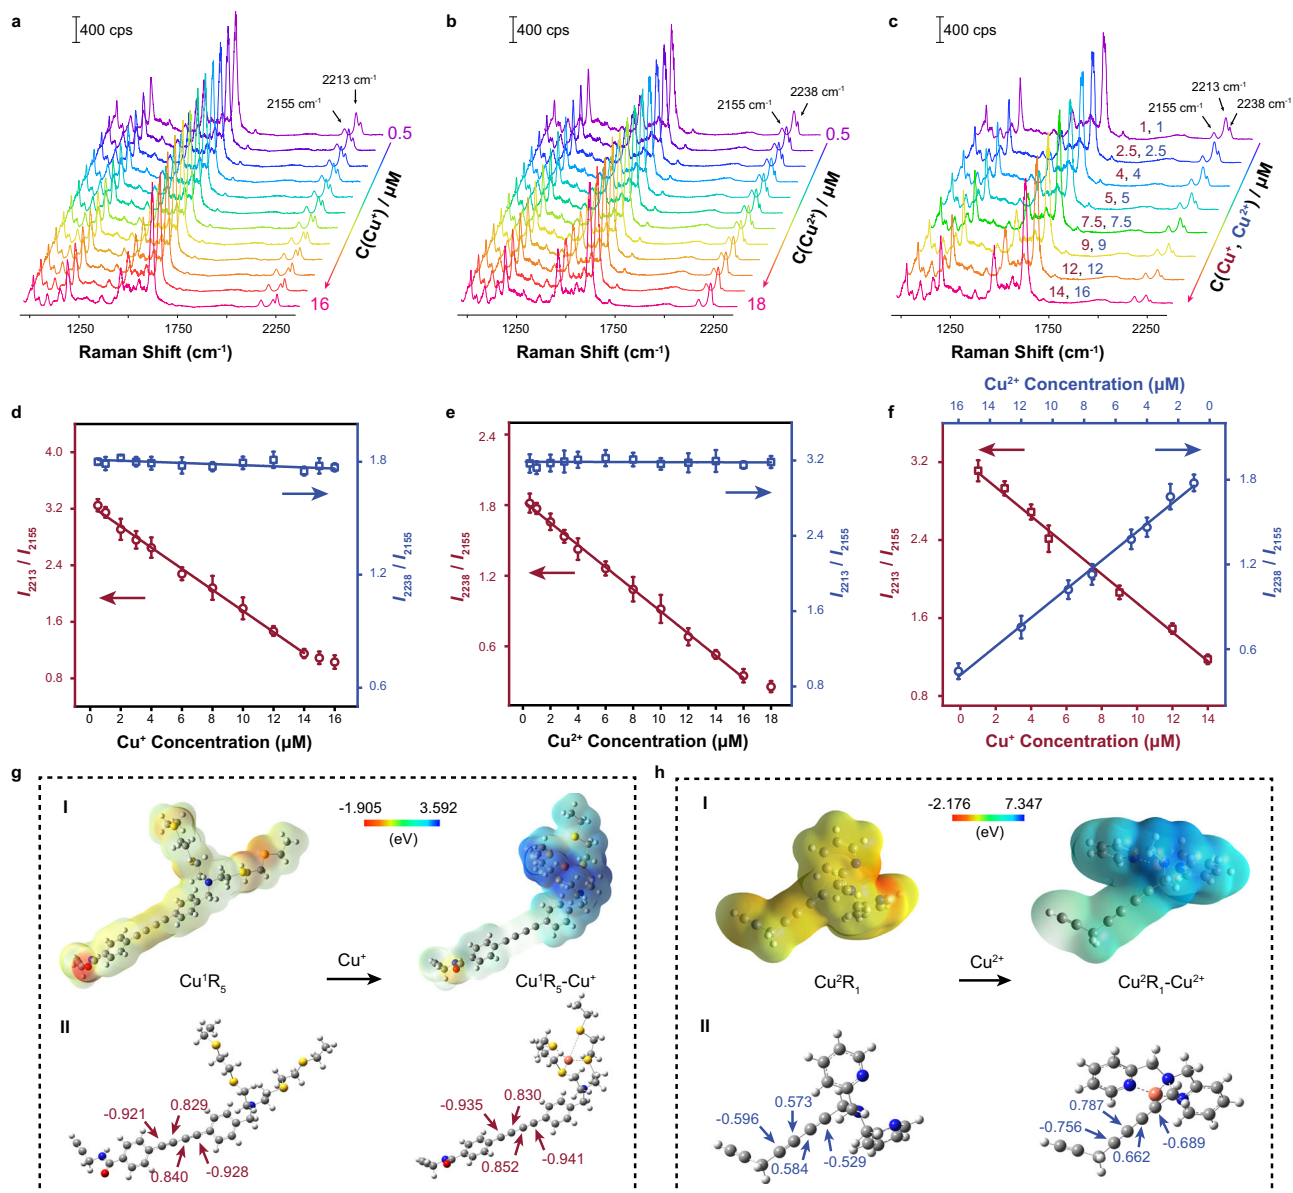 a
400 cps
2213 cm⁻¹
2155 cm⁻¹
0.5
C(Cu⁺) / μM
16
1250 1750 2250
Raman Shift (cm⁻¹)
b
400 cps
2155 cm⁻¹
2238 cm⁻¹
0.5
C(Cu²⁺) / μM
18
1250 1750 2250
Raman Shift (cm⁻¹)
c
400 cps
2213 cm⁻¹
2155 cm⁻¹
2238 cm⁻¹
1, 1
2.5, 2.5
4, 4
5, 5
7.5, 7.5
9, 9
12, 12
14, 16
C(Cu⁺, Cu²⁺) / μM
1250 1750 2250
Raman Shift (cm⁻¹)
d
I₂₂₁₃ / I₂₁₅₅
4.0
3.2
2.4
1.6
0.8
1.8
1.2
0.6
I₂₂₃₈ / I₂₁₅₅
0 2 4 6 8 10 12 14 16
Cu⁺ Concentration (μM)
e
I₂₂₃₈ / I₂₁₅₅
2.4
1.8
1.2
0.6
3.2
2.4
1.6
0.8
I₂₂₁₃ / I₂₁₅₅
0 2 4 6 8 10 12 14 16 18
Cu²⁺ Concentration (μM)
f
Cu²⁺ Concentration (μM)
16 14 12 10 8 6 4 2 0
I₂₂₁₃ / I₂₁₅₅
3.2
2.4
1.6
0.8
1.8
1.2
0.6
I₂₂₃₈ / I₂₁₅₅
0 2 4 6 8 10 12 14
Cu⁺ Concentration (μM)
g
I
-1.905 3.592
(eV)
Cu⁺
Cu¹R₅
Cu¹R₅-Cu⁺
II
-0.921
0.829
0.840
-0.928
-0.935
0.830
0.852
-0.941
h
I
-2.176 7.347
(eV)
Cu²⁺
Cu²R₁
Cu²R₁-Cu²⁺
II
-0.596
0.573
0.584
-0.529
0.787
-0.756
0.662
-0.689